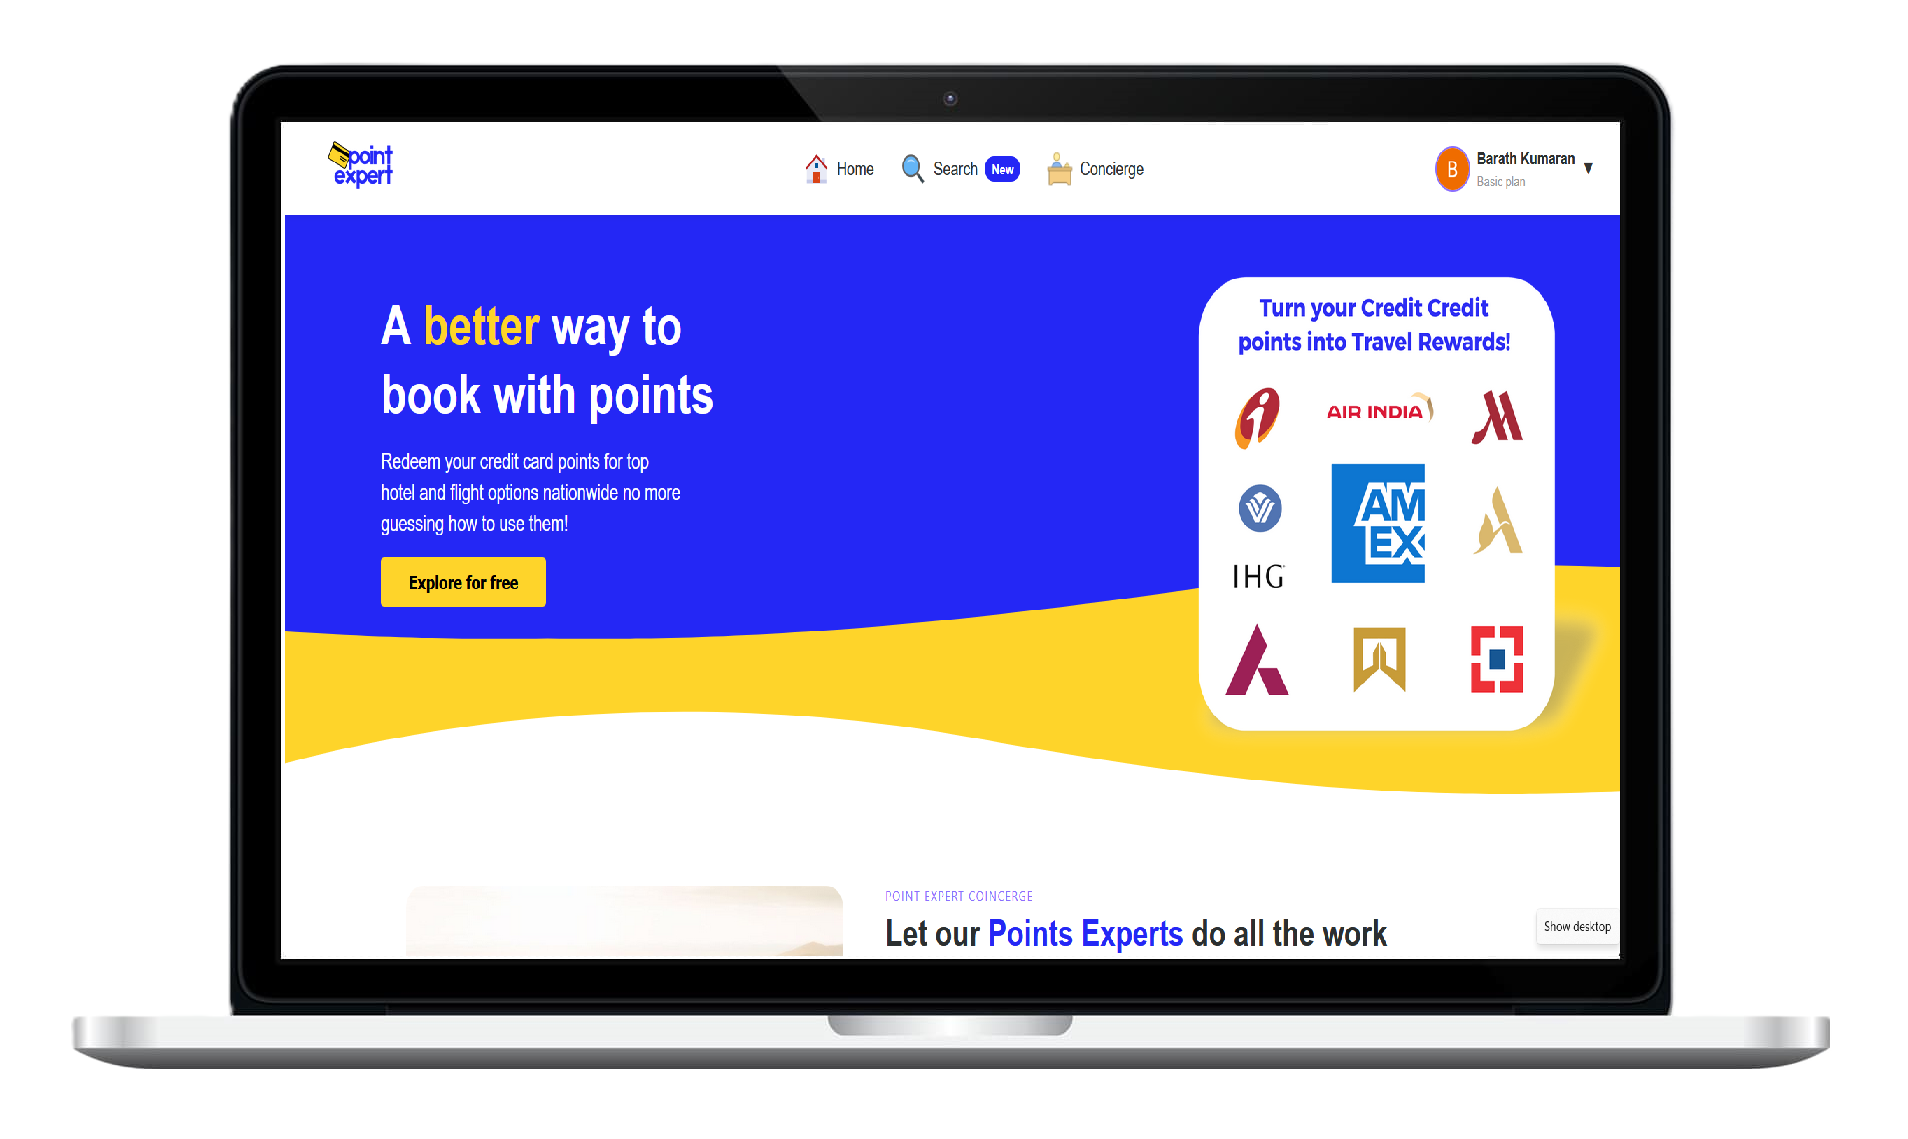 point
expert
Home
Search
New
Concierge
B
Barath Kumaran
Basic plan
A better way to
book with points
Redeem your credit card points for top
hotel and flight options nationwide no more
guessing how to use them!
Explore for free
Turn your Credit Credit
points into Travel Rewards!
AIR INDIA
AM
EX
IHG
POINT EXPERT COINCERGE
Let our Points Experts do all the work
Show desktop